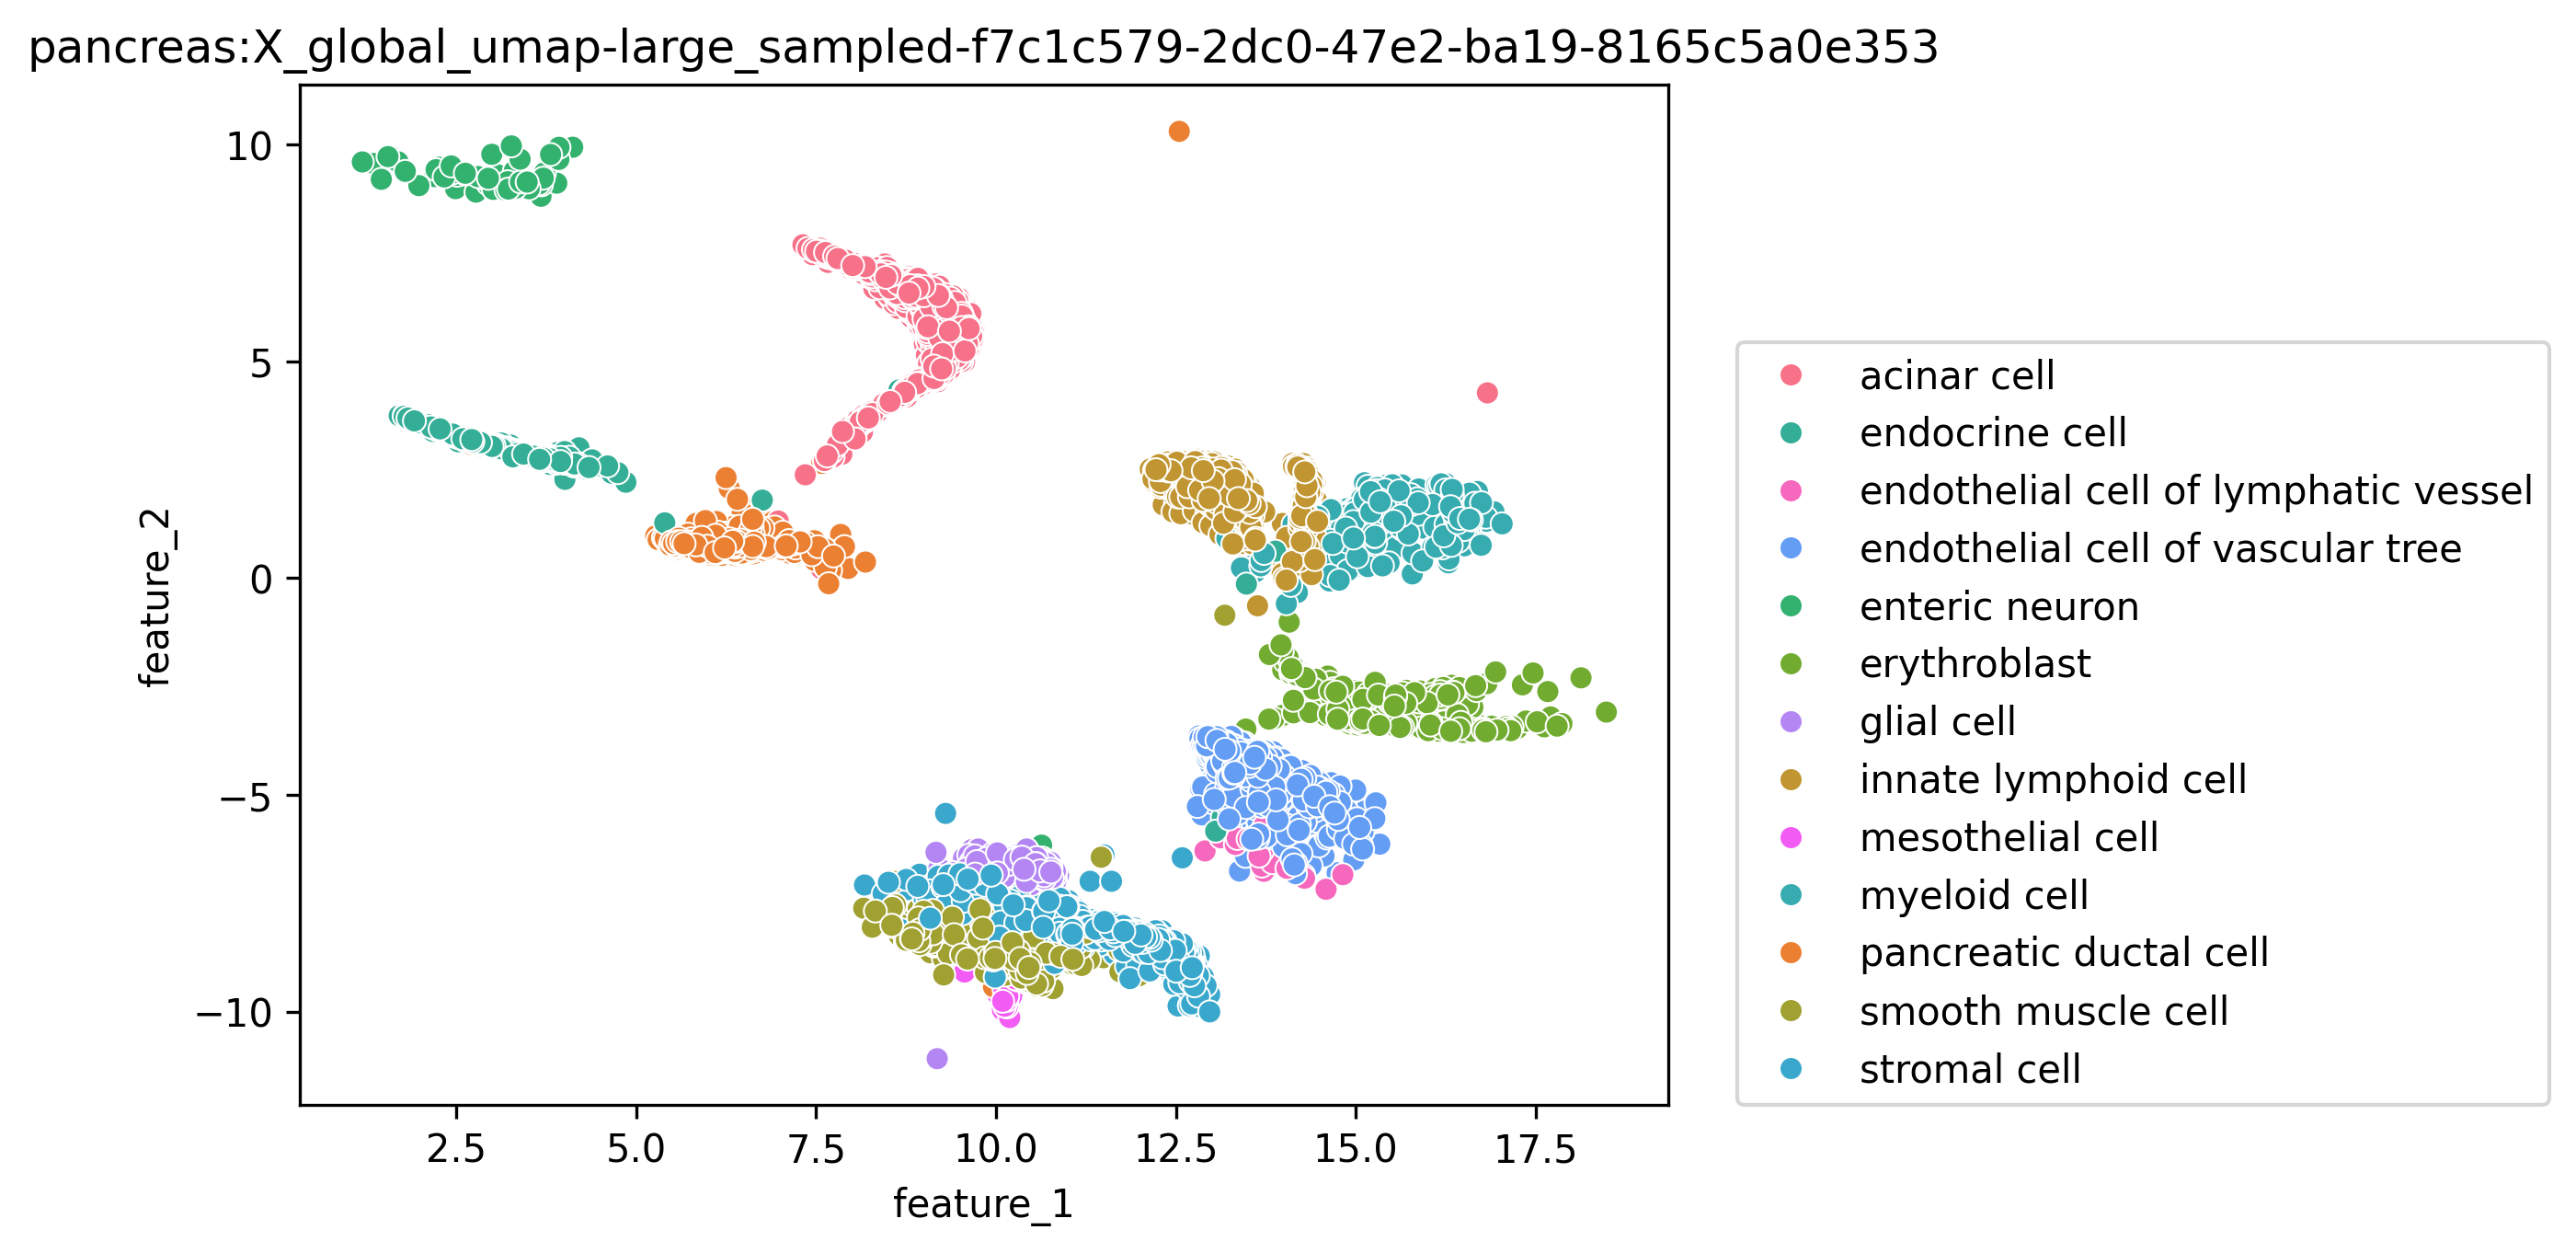 pancreas:X_global_umap-large_sampled-f7c1c579-2dc0-47e2-ba19-8165c5a0e353
10
5
0
−5
−10
feature_2
2.5 5.0 7.5 10.0 12.5 15.0 17.5
feature_1
acinar cell
endocrine cell
endothelial cell of lymphatic vessel
endothelial cell of vascular tree
enteric neuron
erythroblast
glial cell
innate lymphoid cell
mesothelial cell
myeloid cell
pancreatic ductal cell
smooth muscle cell
stromal cell